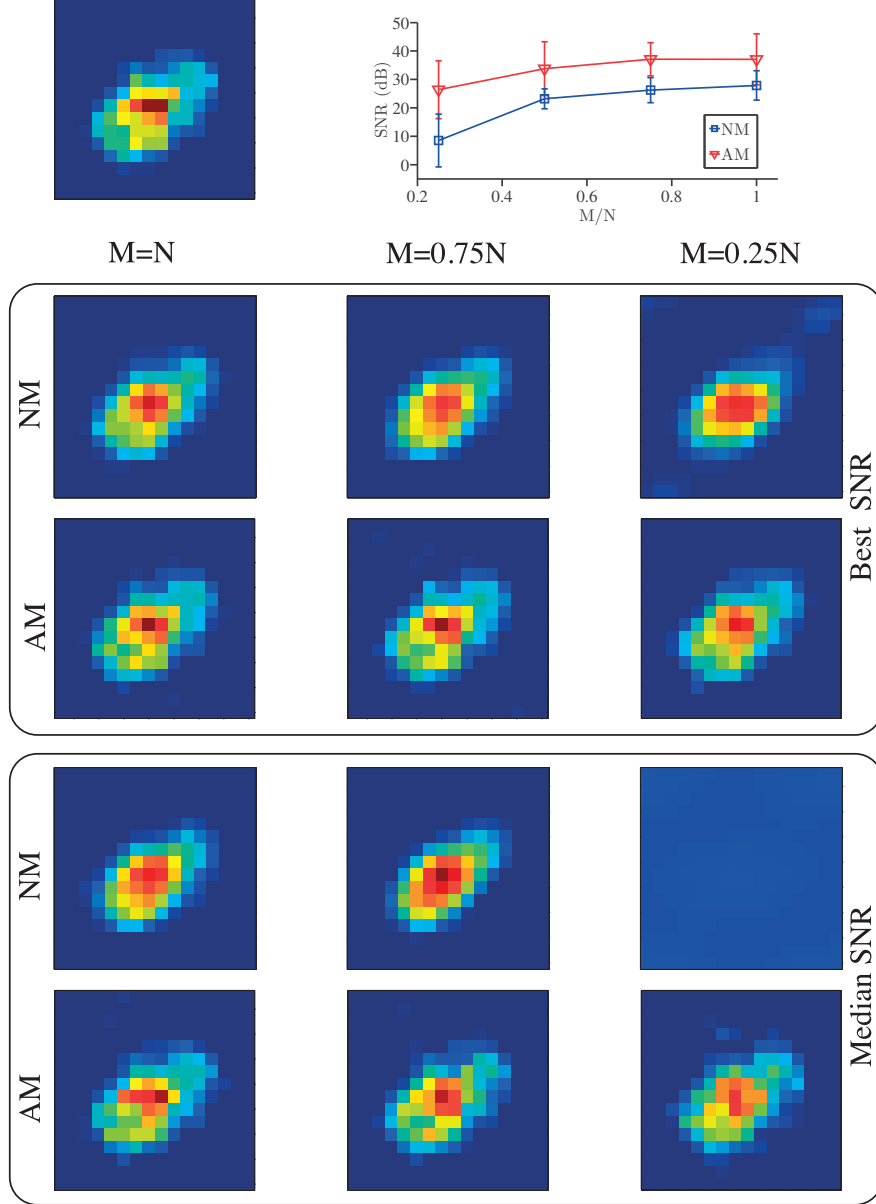 50
40
30
20
10
0
SNR (dB)
0.2 0.4 0.6 0.8 1
M/N
NM
AM
M=N M=0.75N M=0.25N
NM
AM
Best SNR
NM
AM
Median SNR